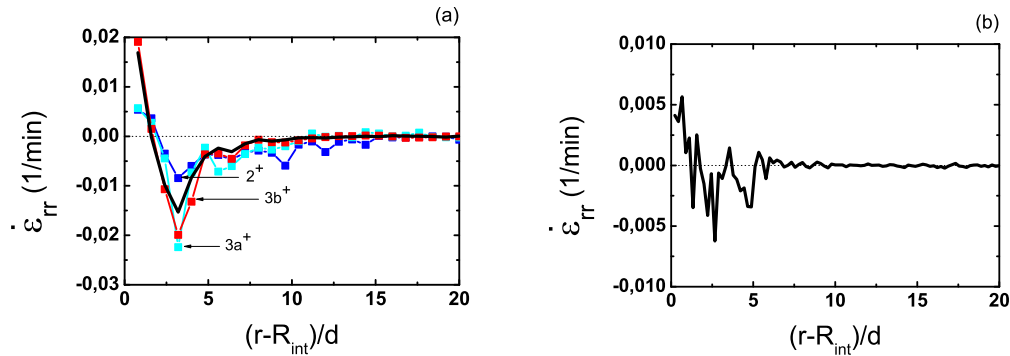 (a)
0,02
0,01
0,00
-0,01
-0,02
-0,03
ε̇rr (1/min)
2+
3b+
3a+
0 5 10 15 20
(r-Rint)/d
(b)
0,010
0,005
0,000
-0,005
-0,010
ε̇rr (1/min)
0 5 10 15 20
(r-Rint)/d